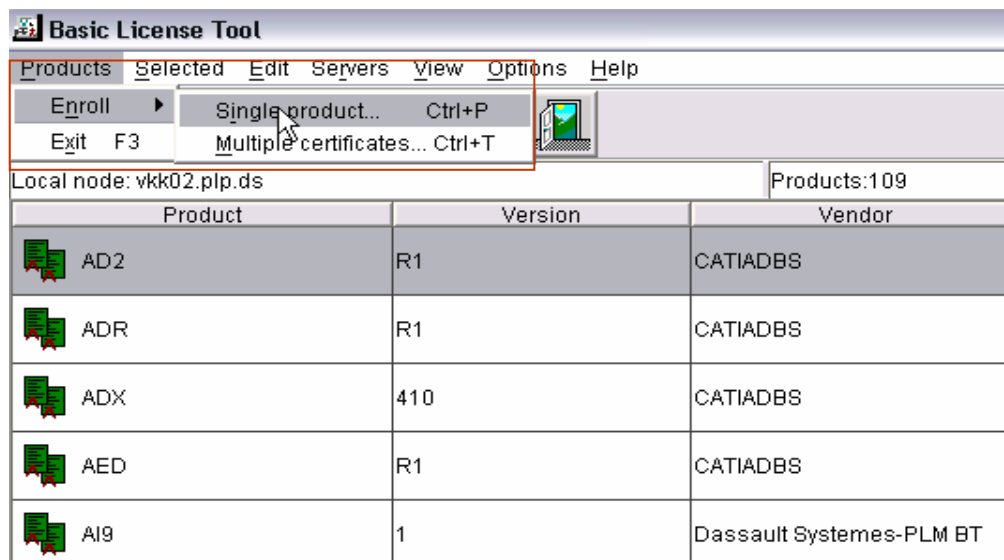 Basic License Tool
Products Selected Edit Servers View Options Help
Enroll Single product... Ctrl+P
Exit F3 Multiple certificates... Ctrl+T
Local node: vkk02.plp.ds Products:109
Product Version Vendor
AD2 R1 CATIADBS
ADR R1 CATIADBS
ADX 410 CATIADBS
AED R1 CATIADBS
AI9 1 Dassault Systemes-PLM BT